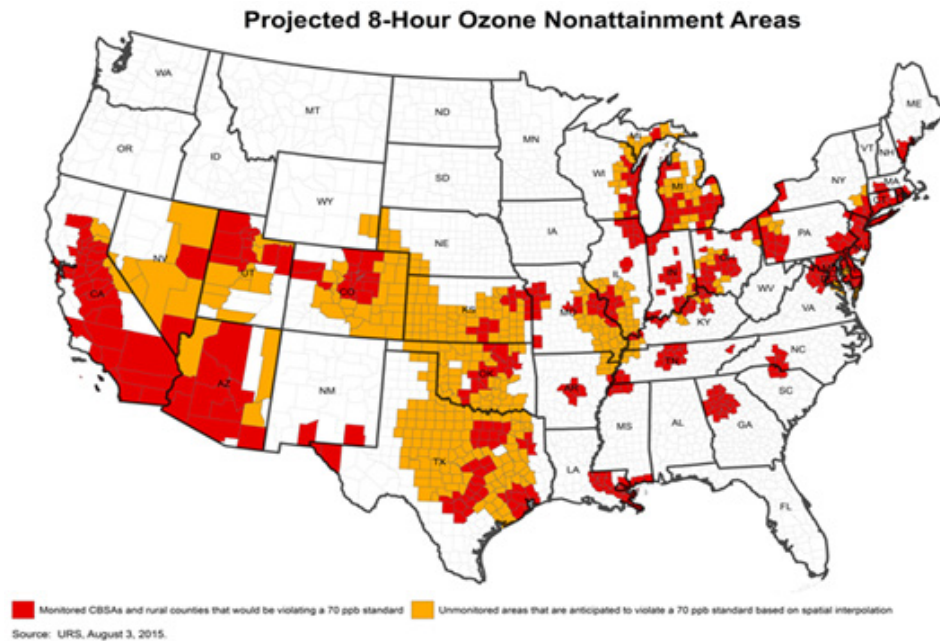 Projected 8-Hour Ozone Nonattainment Areas
WA
MT
ND
MN
ME
OR
ID
SD
WI
MI
VT
NH
NY
MA
WY
IA
NE
PA
NV
UT
CO
IL
IN
OH
CA
KS
MO
WV
VA
KY
AZ
NM
OK
AR
TN
NC
SC
MS
AL
GA
TX
LA
FL
Monitored CBSAs and rural counties that would be violating a 70 ppb standard
Unmonitored areas that are anticipated to violate a 70 ppb standard based on spatial interpolation
Source: URS, August 3, 2015.